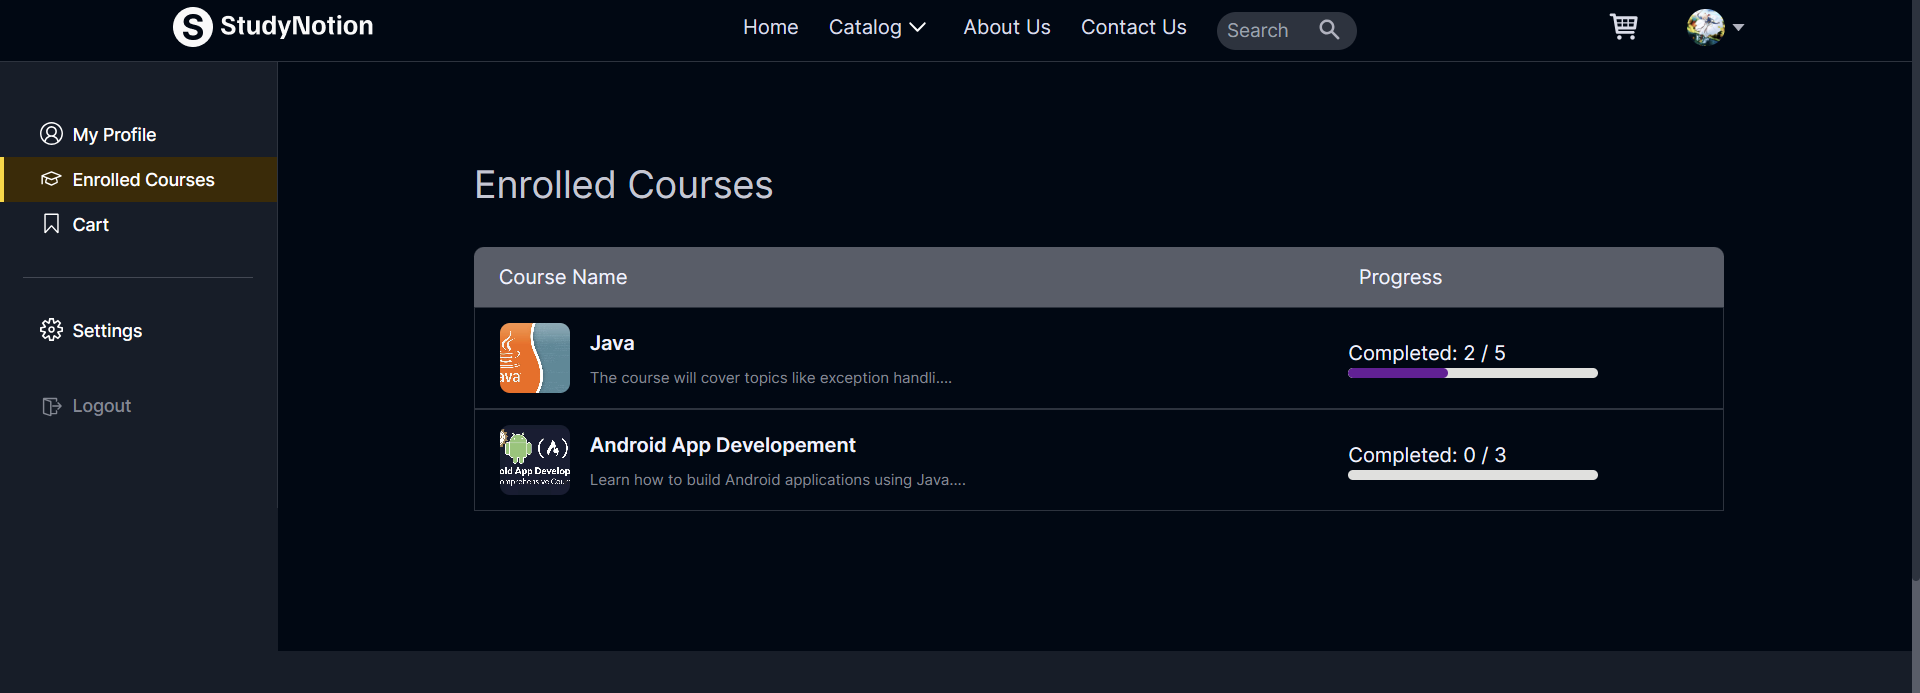 S StudyNotion
Home Catalog About Us Contact Us Search
My Profile
Enrolled Courses
Cart
Settings
Logout
Enrolled Courses
Course Name Progress
ava
Java
The course will cover topics like exception handli....
Completed: 2 / 5
oid App Develop
Android App Developement
Learn how to build Android applications using Java....
Completed: 0 / 3